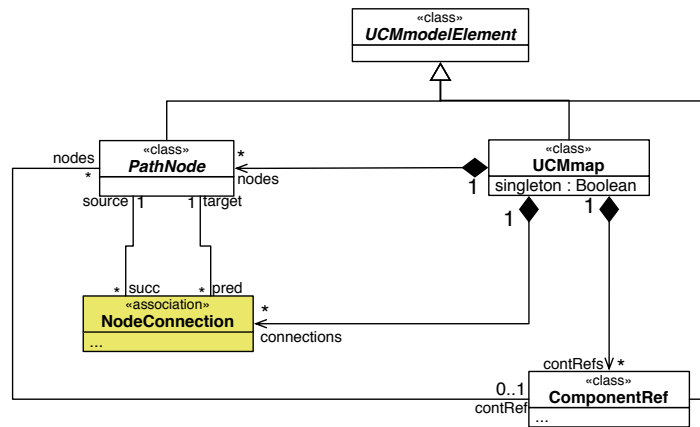 «class»
UCMmodelElement
«class»
PathNode
«class»
UCMmap
singleton : Boolean
nodes
*
*
nodes
1
source 1
1 target
1
1
* succ
* pred
«association»
NodeConnection
...
*
connections
contRefs *
0..1
contRef
«class»
ComponentRef
...